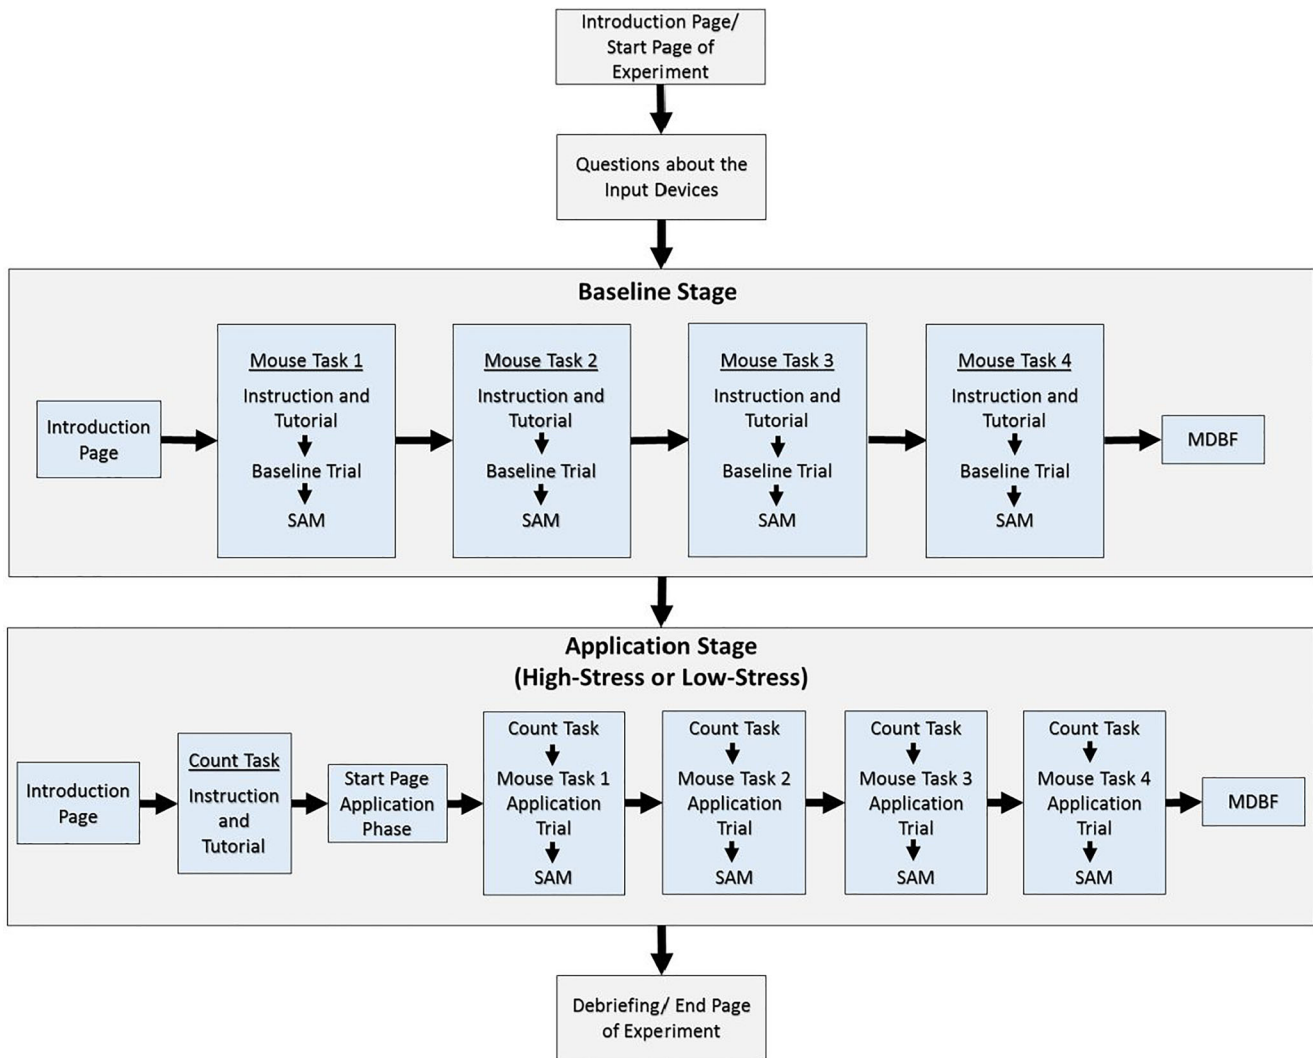 Introduction Page/
Start Page of
Experiment
Questions about the
Input Devices
Baseline Stage
Introduction
Page
Mouse Task 1
Instruction and
Tutorial
Baseline Trial
SAM
Mouse Task 2
Instruction and
Tutorial
Baseline Trial
SAM
Mouse Task 3
Instruction and
Tutorial
Baseline Trial
SAM
Mouse Task 4
Instruction and
Tutorial
Baseline Trial
SAM
MDBF
Application Stage
(High-Stress or Low-Stress)
Introduction
Page
Count Task
Instruction
and
Tutorial
Start Page
Application
Phase
Count Task
Mouse Task 1
Application
Trial
SAM
Count Task
Mouse Task 2
Application
Trial
SAM
Count Task
Mouse Task 3
Application
Trial
SAM
Count Task
Mouse Task 4
Application
Trial
SAM
MDBF
Debriefing/ End Page
of Experiment